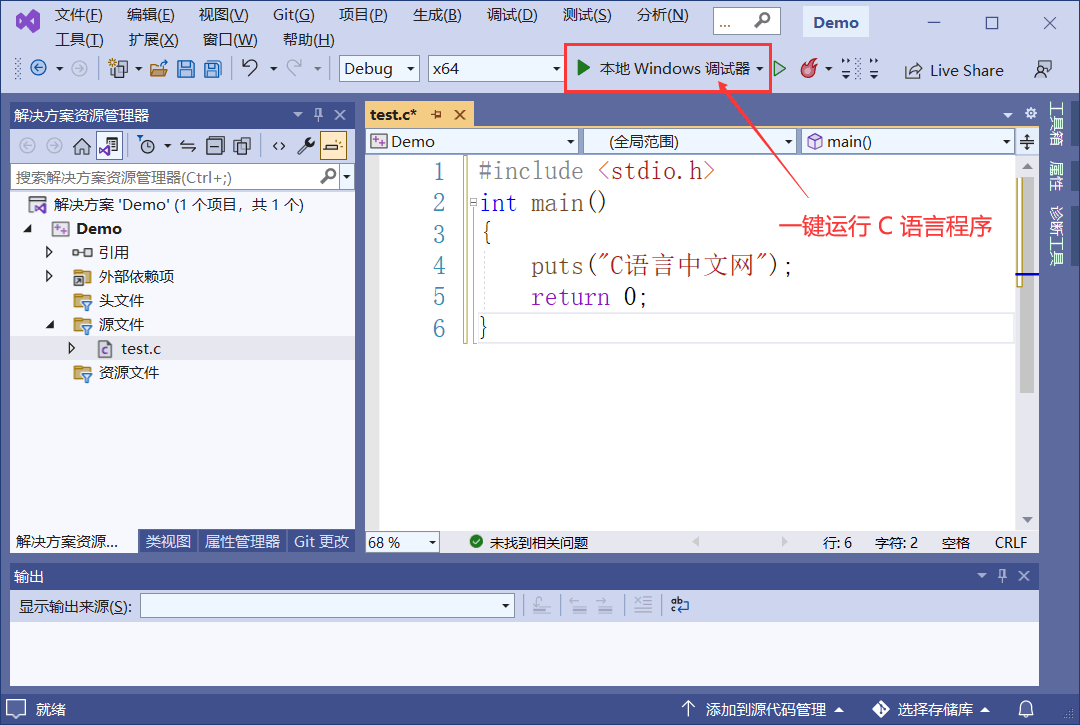 文件(F) 编辑(E) 视图(V) Git(G) 项目(P) 生成(B) 调试(D) 测试(S) 分析(N) ... Demo
工具(T) 扩展(X) 窗口(W) 帮助(H)
Debug x64 本地 Windows 调试器 Live Share
解决方案资源管理器
搜索解决方案资源管理器(Ctrl+;)
解决方案 'Demo' (1 个项目，共 1 个)
Demo
引用
外部依赖项
头文件
源文件
test.c
资源文件
解决方案资源... 类视图 属性管理器 Git 更改
test.c*
Demo (全局范围) main()
1 #include <stdio.h>
2 int main()
3 {
4 puts("C语言中文网");
5 return 0;
6 }
一键运行 C 语言程序
工具箱
属性
诊断工具
68 % 未找到相关问题 行: 6 字符: 2 空格 CRLF
输出
显示输出来源(S):
就绪 添加到源代码管理 选择存储库